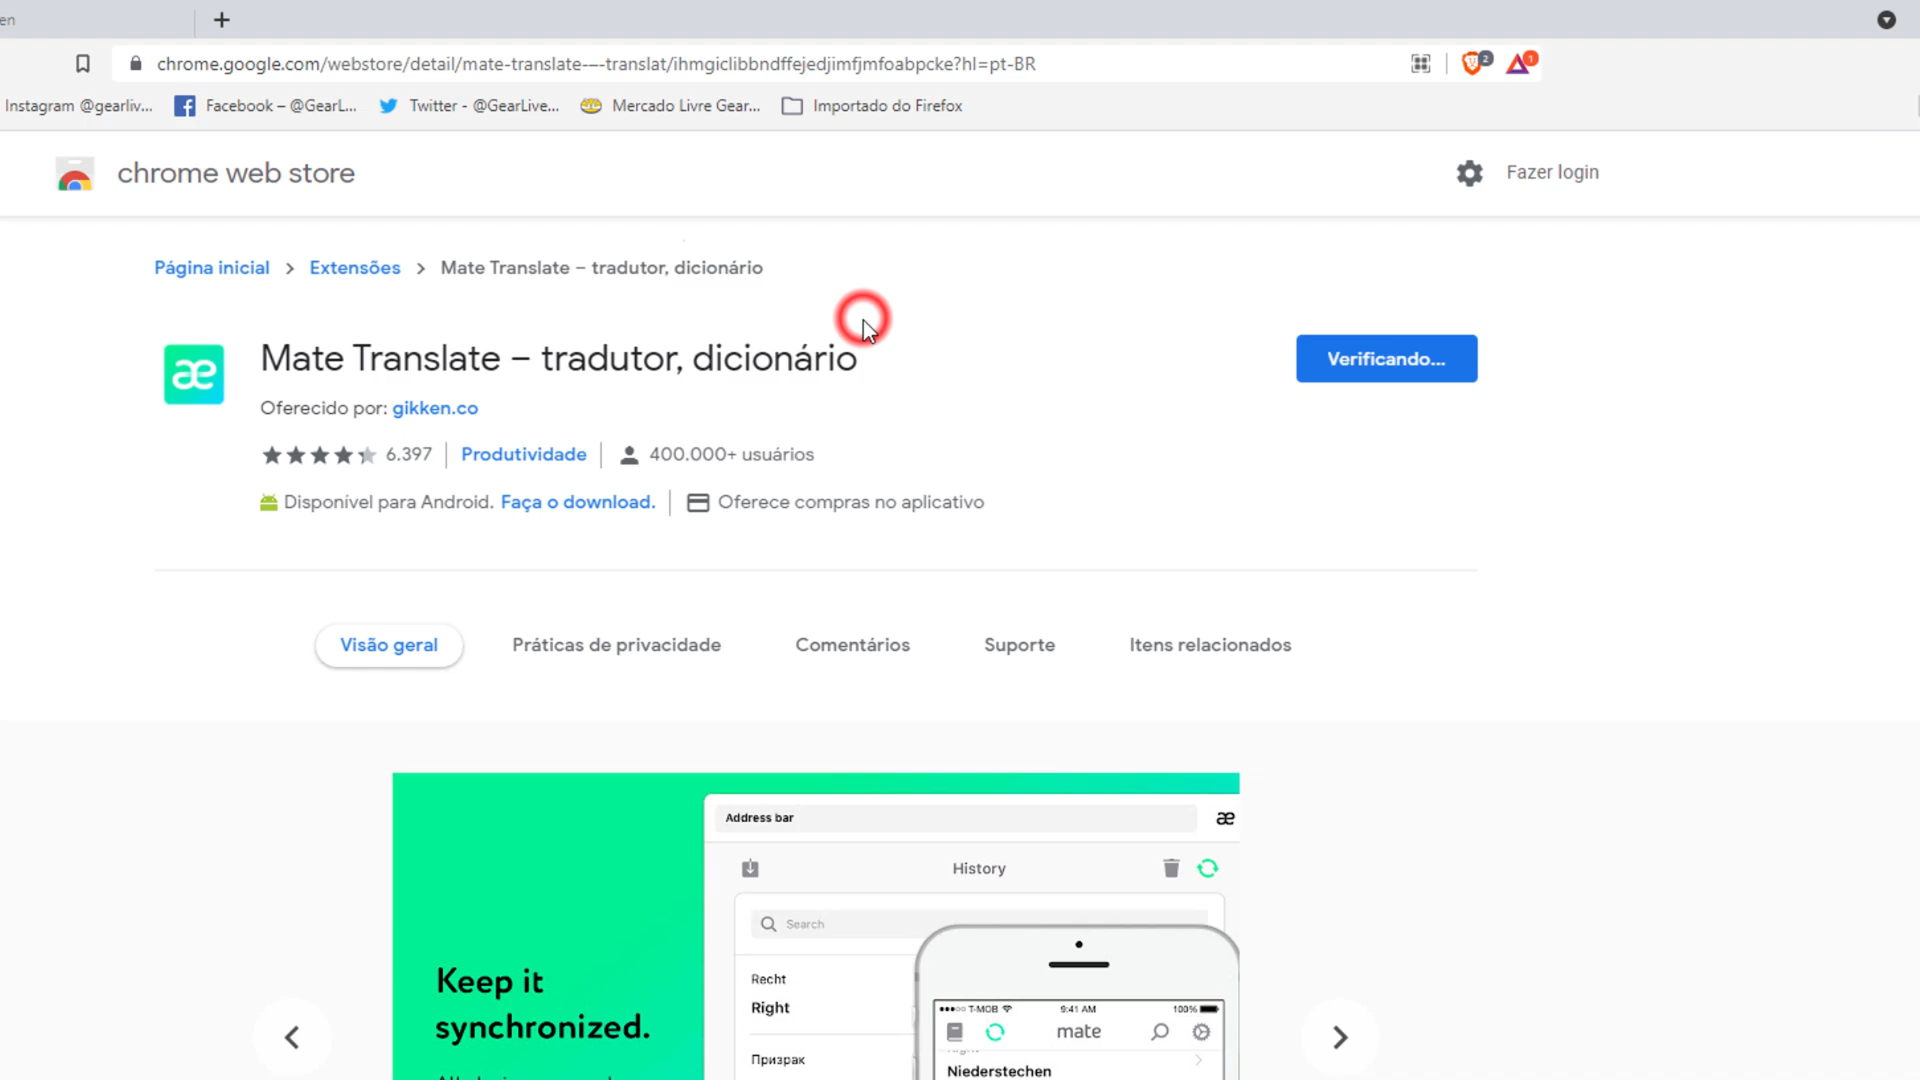 en
chrome.google.com/webstore/detail/mate-translate-–-translat/ihmgiclibbndffejedjimfjmfoabpcke?hl=pt-BR
2
1
Instagram @gearliv...
Facebook – @GearL...
Twitter - @GearLive...
Mercado Livre Gear...
Importado do Firefox
chrome web store
Fazer login
Página inicial > Extensões > Mate Translate – tradutor, dicionário
æ
Mate Translate – tradutor, dicionário
Verificando...
Oferecido por: gikken.co
6.397
Produtividade
400.000+ usuários
Disponível para Android. Faça o download.
Oferece compras no aplicativo
Visão geral
Práticas de privacidade
Comentários
Suporte
Itens relacionados
Address bar
æ
History
Search
Keep it
synchronized.
Recht
Right
Призрак
T-MOB
9:41 AM
100%
mate
Niederstechen